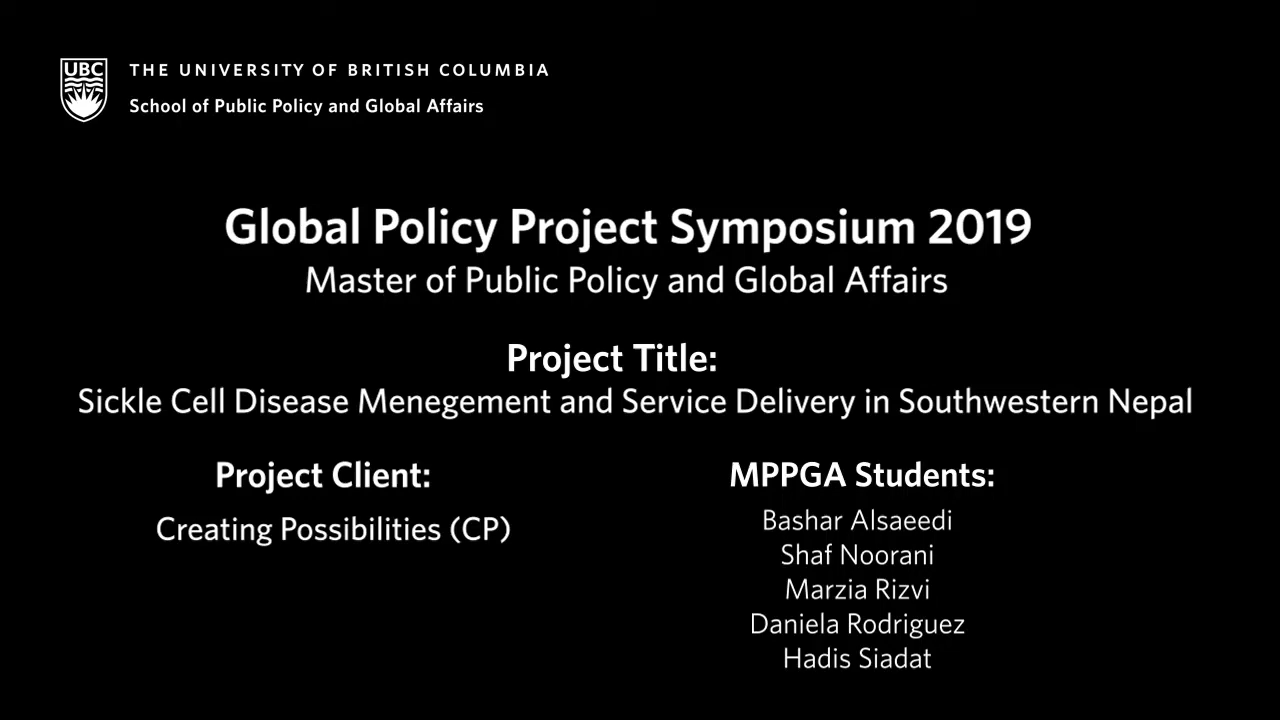 UBC
THE UNIVERSITY OF BRITISH COLUMBIA
School of Public Policy and Global Affairs
Global Policy Project Symposium 2019
Master of Public Policy and Global Affairs
Project Title:
Sickle Cell Disease Menegement and Service Delivery in Southwestern Nepal
Project Client:
Creating Possibilities (CP)
MPPGA Students:
Bashar Alsaeedi
Shaf Noorani
Marzia Rizvi
Daniela Rodriguez
Hadis Siadat